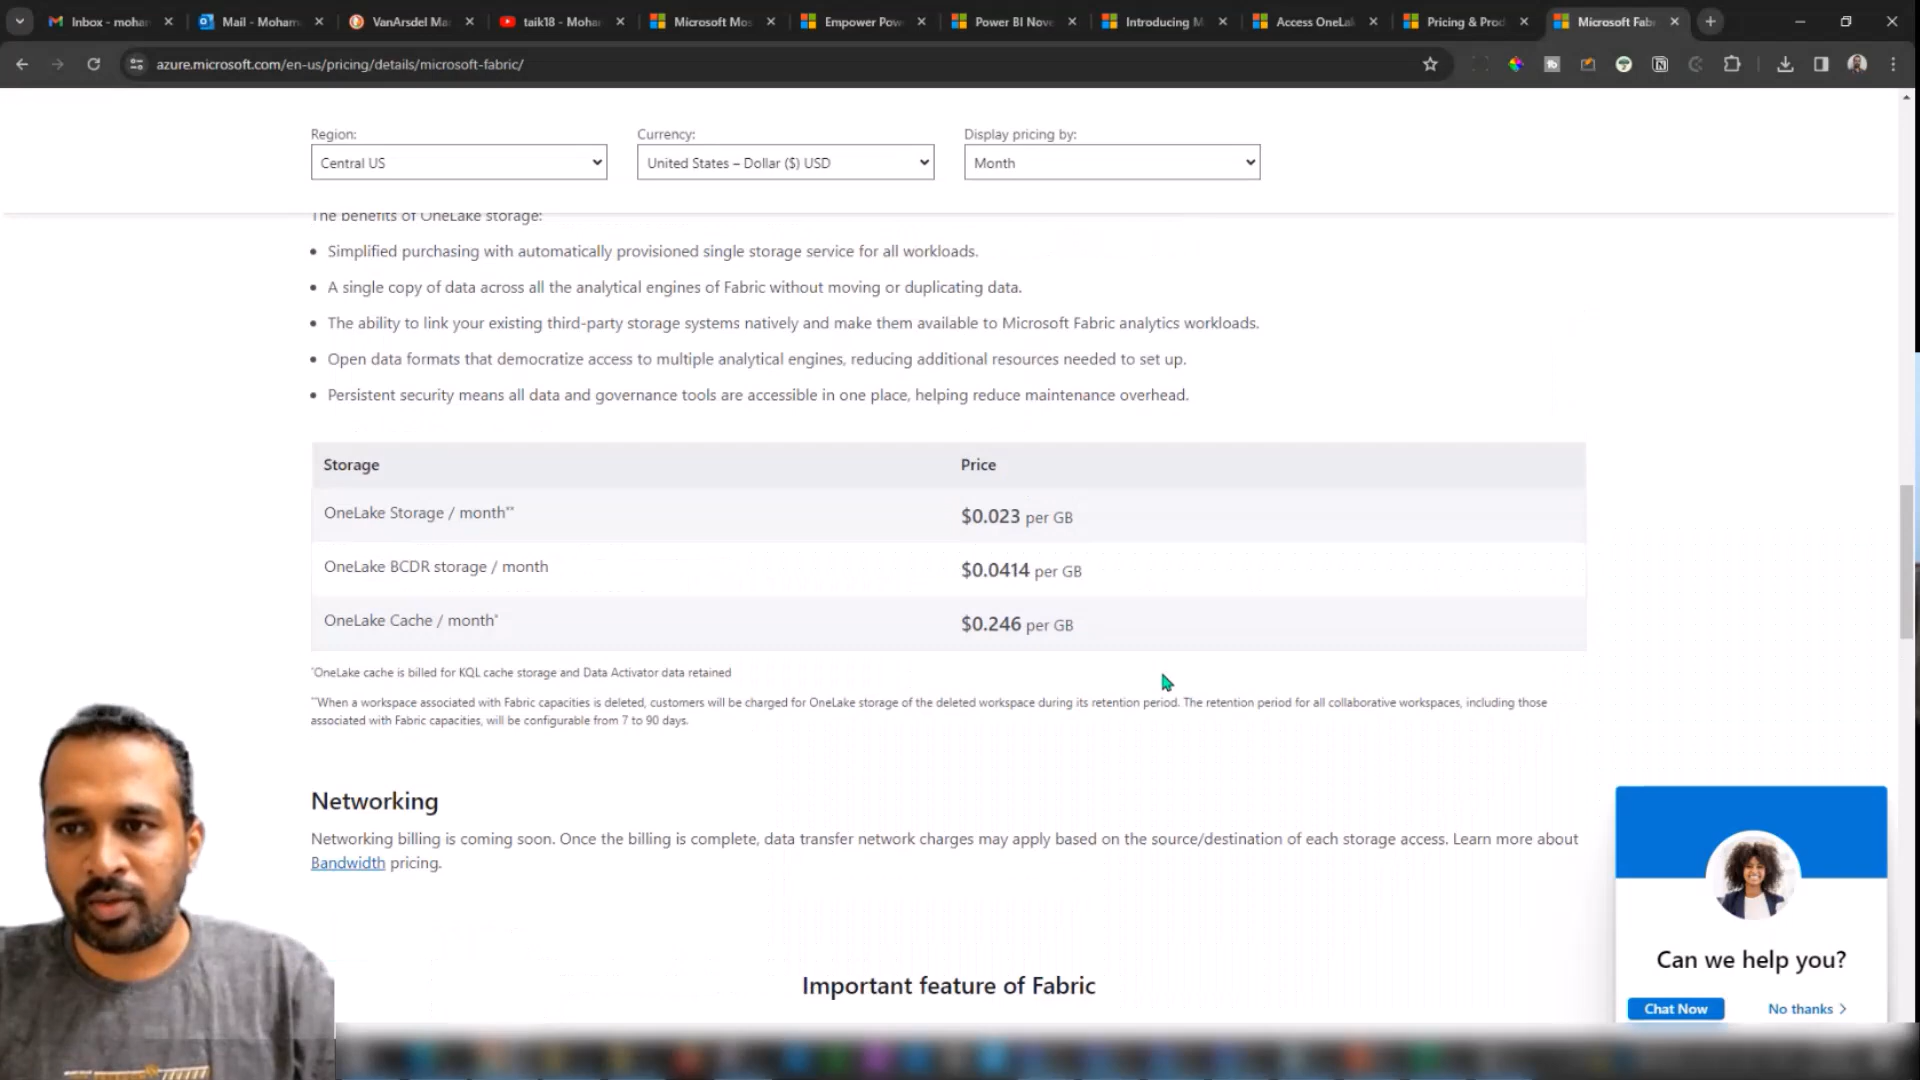 Inbox - mohan
Mail - Moham
VanArsdel Ma
taik18 - Moha
Microsoft Mos
Empower Pow
Power BI Nove
Introducing M
Access OneLa
Pricing & Prod
Microsoft Fab
azure.microsoft.com/en-us/pricing/details/microsoft-fabric/
Region:
Currency:
Display pricing by:
Central US
United States – Dollar ($) USD
Month
The benefits of OneLake storage:
• Simplified purchasing with automatically provisioned single storage service for all workloads.
• A single copy of data across all the analytical engines of Fabric without moving or duplicating data.
• The ability to link your existing third-party storage systems natively and make them available to Microsoft Fabric analytics workloads.
• Open data formats that democratize access to multiple analytical engines, reducing additional resources needed to set up.
• Persistent security means all data and governance tools are accessible in one place, helping reduce maintenance overhead.
Storage Price
OneLake Storage / month** $0.023 per GB
OneLake BCDR storage / month $0.0414 per GB
OneLake Cache / month* $0.246 per GB
*OneLake cache is billed for KQL cache storage and Data Activator data retained
**When a workspace associated with Fabric capacities is deleted, customers will be charged for OneLake storage of the deleted workspace during its retention period. The retention period for all collaborative workspaces, including those
associated with Fabric capacities, will be configurable from 7 to 90 days.
Networking
Networking billing is coming soon. Once the billing is complete, data transfer network charges may apply based on the source/destination of each storage access. Learn more about
Bandwidth pricing.
Important feature of Fabric
Can we help you?
Chat Now
No thanks